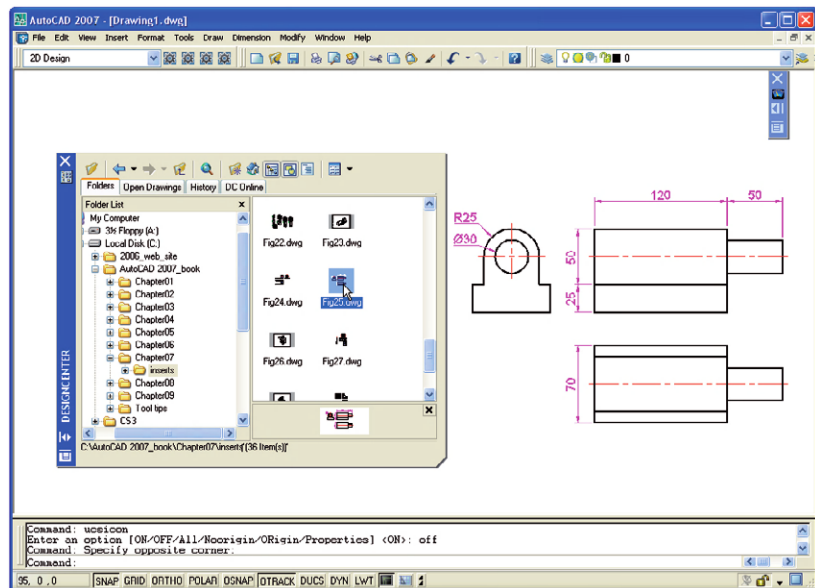 AutoCAD 2007 - [Drawing1.dwg]
File Edit View Insert Format Tools Draw Dimension Modify Window Help
2D Design
0
Folders Open Drawings History DC Online
Folder List
My Computer
3½ Floppy (A:)
Local Disk (C:)
2006_web_site
AutoCAD 2007_book
Chapter01
Chapter02
Chapter03
Chapter04
Chapter05
Chapter06
Chapter07
inserts
Chapter08
Chapter09
Tool tips
CS3
Fig22.dwg Fig23.dwg
Fig24.dwg Fig25.dwg
Fig26.dwg Fig27.dwg
DESIGNCENTER
C:\AutoCAD 2007_book\Chapter07\inserts\(36 Item(s))
R25
Ø30
120
50
50
25
70
Command: ucsicon
Enter an option [ON/OFF/All/Noorigin/ORigin/Properties] <ON>: off
Command: Specify opposite corner:
Command:
95, 0 ,0 SNAP GRID ORTHO POLAR OSNAP OTRACK DUCS DYN LWT